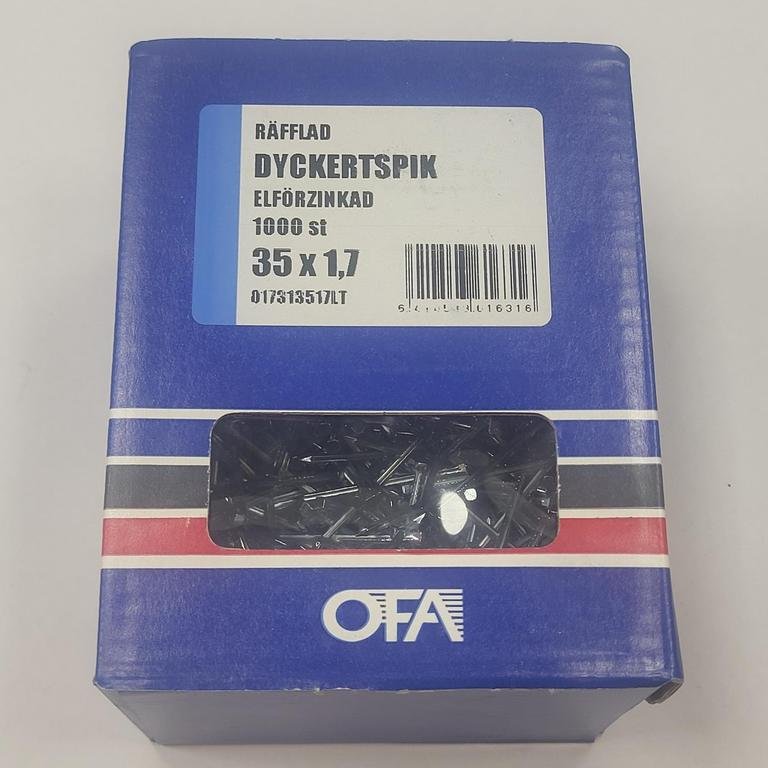 RÄFFLAD
DYCKERTSPIK
ELFÖRZINKAD
1000 st
35 x 1,7
017313517LT
OFA